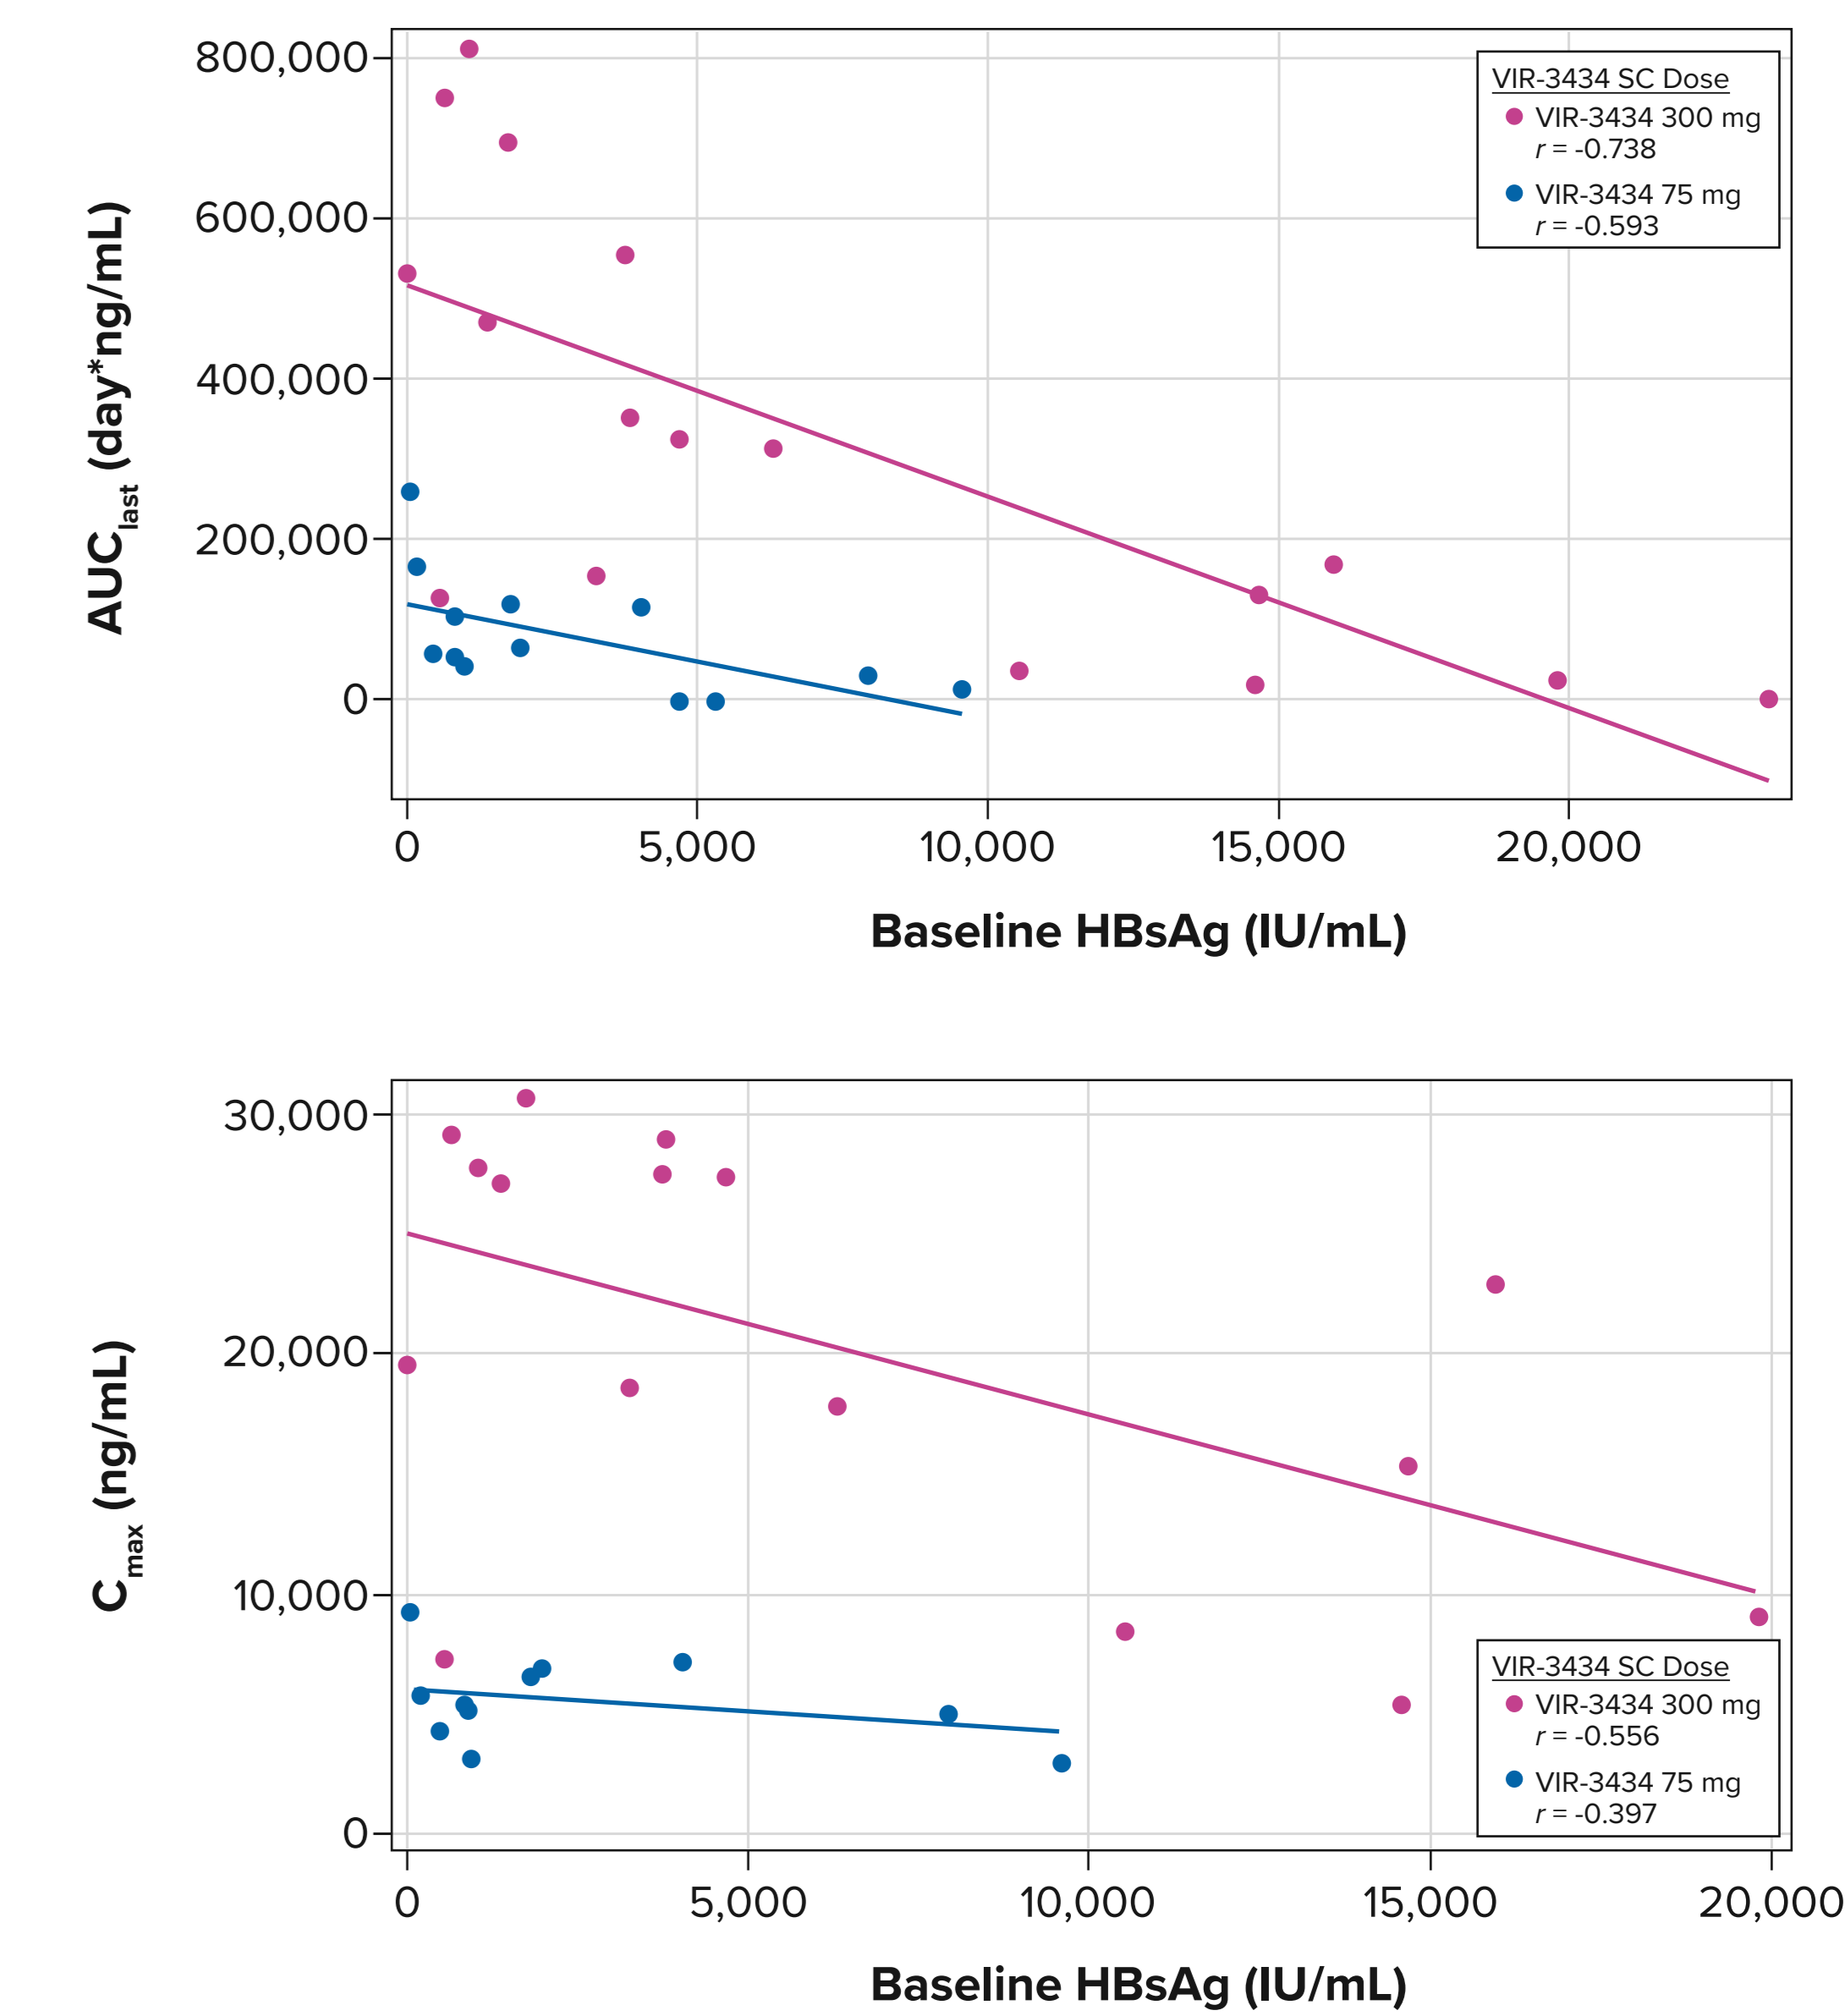 800,000
600,000
400,000
200,000
0
AUClast (day*ng/mL)
VIR-3434 SC Dose
VIR-3434 300 mg
r = -0.738
VIR-3434 75 mg
r = -0.593
0 5,000 10,000 15,000 20,000
Baseline HBsAg (IU/mL)
30,000
20,000
10,000
0
Cmax (ng/mL)
VIR-3434 SC Dose
VIR-3434 300 mg
r = -0.556
VIR-3434 75 mg
r = -0.397
0 5,000 10,000 15,000 20,000
Baseline HBsAg (IU/mL)